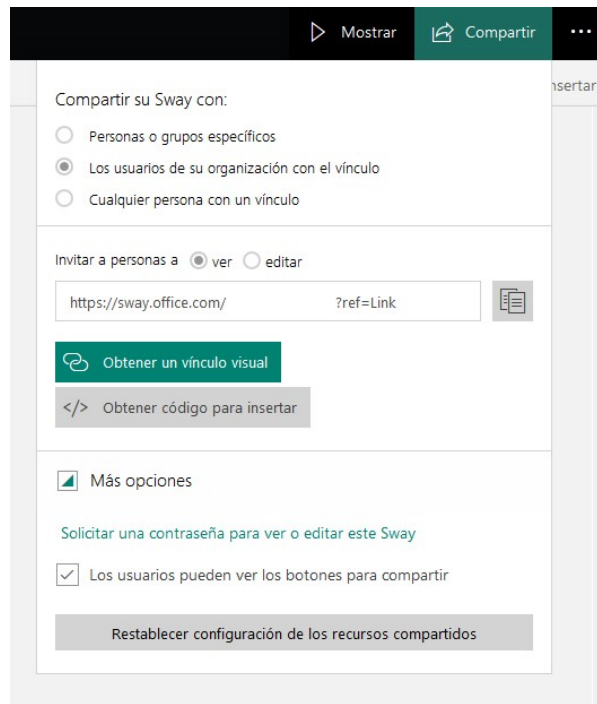 Mostrar
Compartir
...
nsertar
Compartir su Sway con:
Personas o grupos específicos
Los usuarios de su organización con el vínculo
Cualquier persona con un vínculo
Invitar a personas a ver editar
https://sway.office.com/ ?ref=Link
Obtener un vínculo visual
</> Obtener código para insertar
Más opciones
Solicitar una contraseña para ver o editar este Sway
Los usuarios pueden ver los botones para compartir
Restablecer configuración de los recursos compartidos